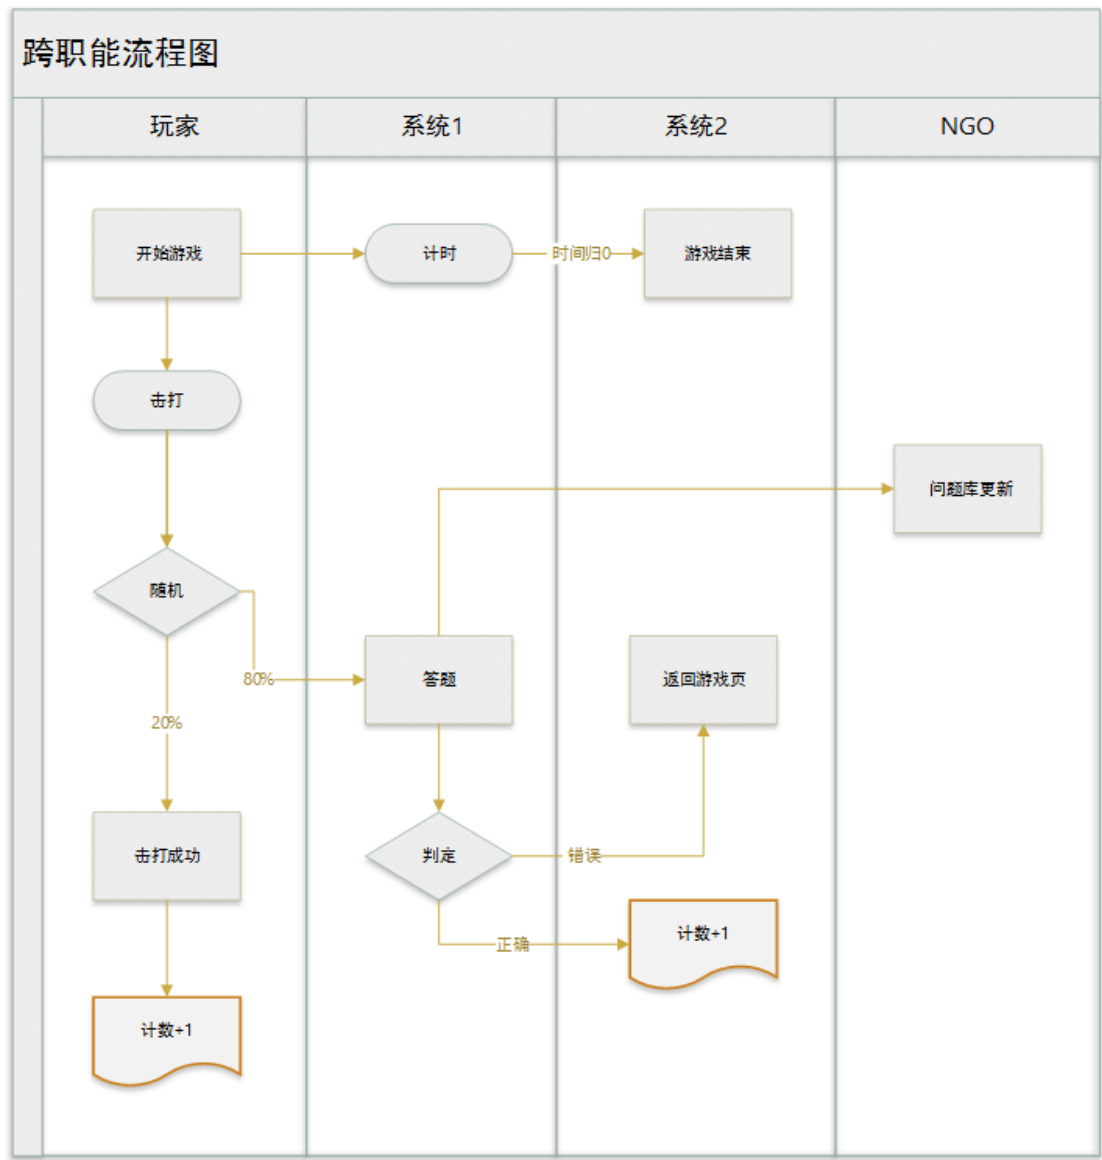 跨职能流程图
玩家
系统1
系统2
NGO
开始游戏
计时
时间归0
游戏结束
击打
问题库更新
随机
80%
答题
返回游戏页
20%
击打成功
判定
错误
计数+1
正确
计数+1